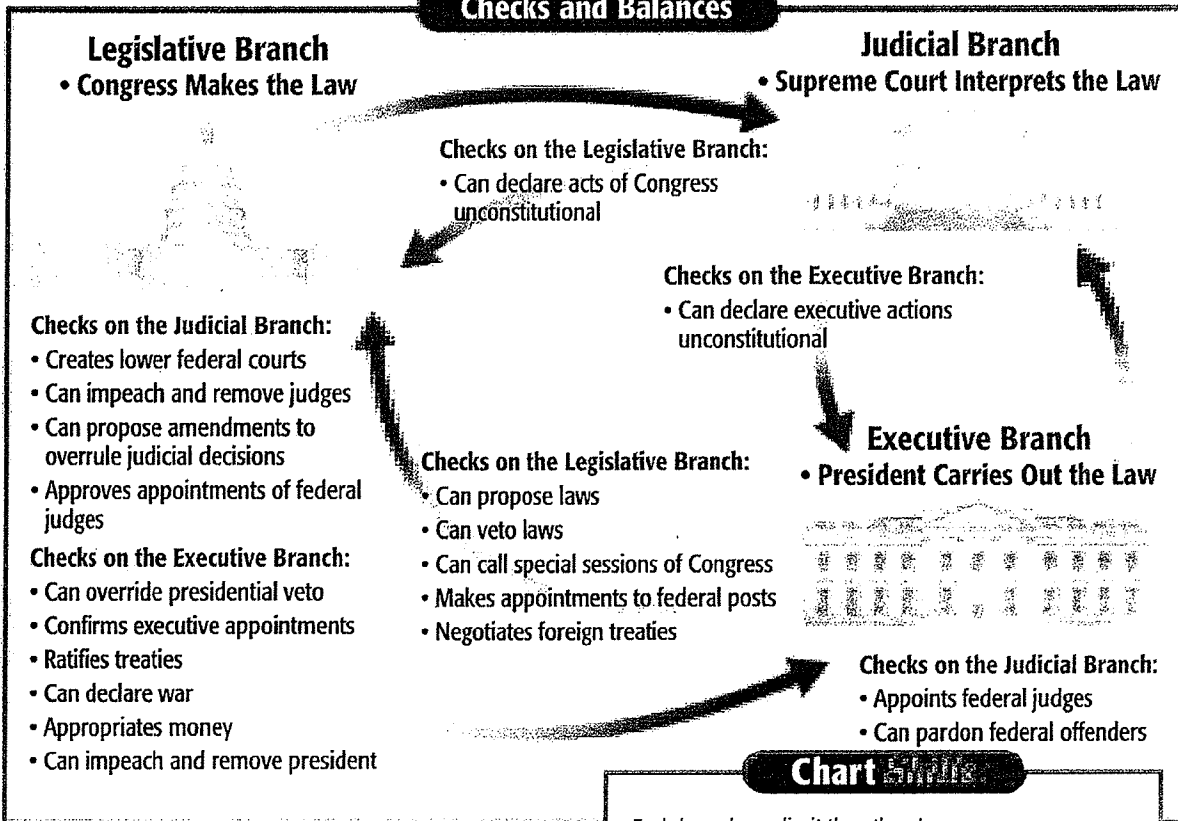 Checks and Balances
Legislative Branch
• Congress Makes the Law
Judicial Branch
• Supreme Court Interprets the Law
Checks on the Legislative Branch:
• Can declare acts of Congress
unconstitutional
Checks on the Executive Branch:
• Can declare executive actions
unconstitutional
Checks on the Judicial Branch:
• Creates lower federal courts
• Can impeach and remove judges
• Can propose amendments to
overrule judicial decisions
• Approves appointments of federal
judges
Checks on the Executive Branch:
• Can override presidential veto
• Confirms executive appointments
• Ratifies treaties
• Can declare war
• Appropriates money
• Can impeach and remove president
Checks on the Legislative Branch:
• Can propose laws
• Can veto laws
• Can call special sessions of Congress
• Makes appointments to federal posts
• Negotiates foreign treaties
Executive Branch
• President Carries Out the Law
Checks on the Judicial Branch:
• Appoints federal judges
• Can pardon federal offenders
Chart Skills